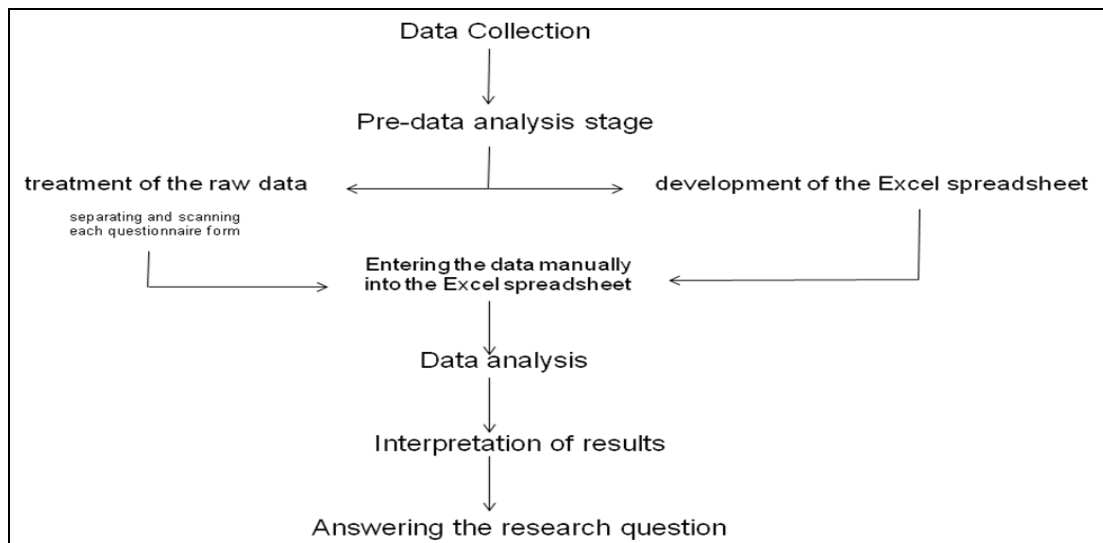 Data Collection
Pre-data analysis stage
treatment of the raw data
development of the Excel spreadsheet
separating and scanning
each questionnaire form
Entering the data manually
into the Excel spreadsheet
Data analysis
Interpretation of results
Answering the research question